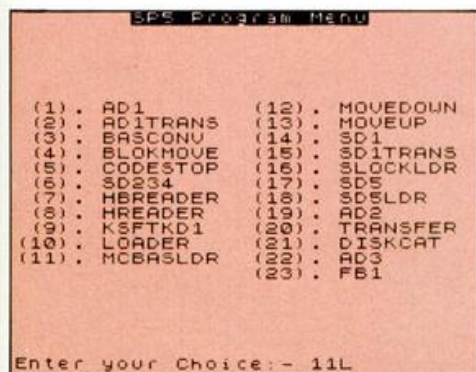 SPS Program Menu
(1). AD1
(2). AD1TRANS
(3). BASCONV
(4). BLOKMOVE
(5). CODESTOP
(6). SD234
(7). HBREADER
(8). HREADER
(9). KSFTKD1
(10). LOADER
(11). MCBASLDR
(12). MOVEDOWN
(13). MOVEUP
(14). SD1
(15). SD1TRANS
(16). SLOCKLDR
(17). SD5
(18). SD5LDR
(19). AD2
(20). TRANSFER
(21). DISKCAT
(22). AD3
(23). FB1
Enter your Choice:- 11L